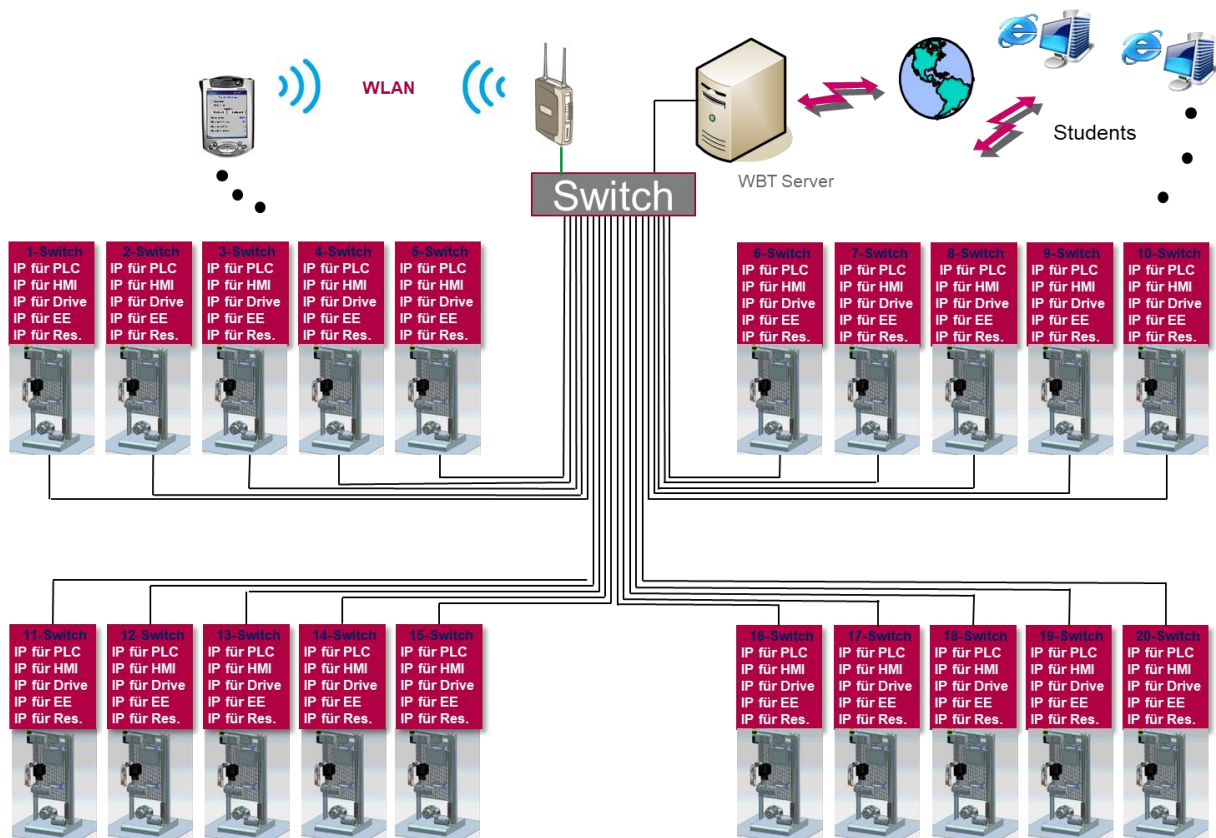 WLAN
Students
WBT Server
Switch
1-Switch
IP für PLC
IP für HMI
IP für Drive
IP für EE
IP für Res.
2-Switch
IP für PLC
IP für HMI
IP für Drive
IP für EE
IP für Res.
3-Switch
IP für PLC
IP für HMI
IP für Drive
IP für EE
IP für Res.
4-Switch
IP für PLC
IP für HMI
IP für Drive
IP für EE
IP für Res.
5-Switch
IP für PLC
IP für HMI
IP für Drive
IP für EE
IP für Res.
6-Switch
IP für PLC
IP für HMI
IP für Drive
IP für EE
IP für Res.
7-Switch
IP für PLC
IP für HMI
IP für Drive
IP für EE
IP für Res.
8-Switch
IP für PLC
IP für HMI
IP für Drive
IP für EE
IP für Res.
9-Switch
IP für PLC
IP für HMI
IP für Drive
IP für EE
IP für Res.
10-Switch
IP für PLC
IP für HMI
IP für Drive
IP für EE
IP für Res.
11-Switch
IP für PLC
IP für HMI
IP für Drive
IP für EE
IP für Res.
12-Switch
IP für PLC
IP für HMI
IP für Drive
IP für EE
IP für Res.
13-Switch
IP für PLC
IP für HMI
IP für Drive
IP für EE
IP für Res.
14-Switch
IP für PLC
IP für HMI
IP für Drive
IP für EE
IP für Res.
15-Switch
IP für PLC
IP für HMI
IP für Drive
IP für EE
IP für Res.
16-Switch
IP für PLC
IP für HMI
IP für Drive
IP für EE
IP für Res.
17-Switch
IP für PLC
IP für HMI
IP für Drive
IP für EE
IP für Res.
18-Switch
IP für PLC
IP für HMI
IP für Drive
IP für EE
IP für Res.
19-Switch
IP für PLC
IP für HMI
IP für Drive
IP für EE
IP für Res.
20-Switch
IP für PLC
IP für HMI
IP für Drive
IP für EE
IP für Res.